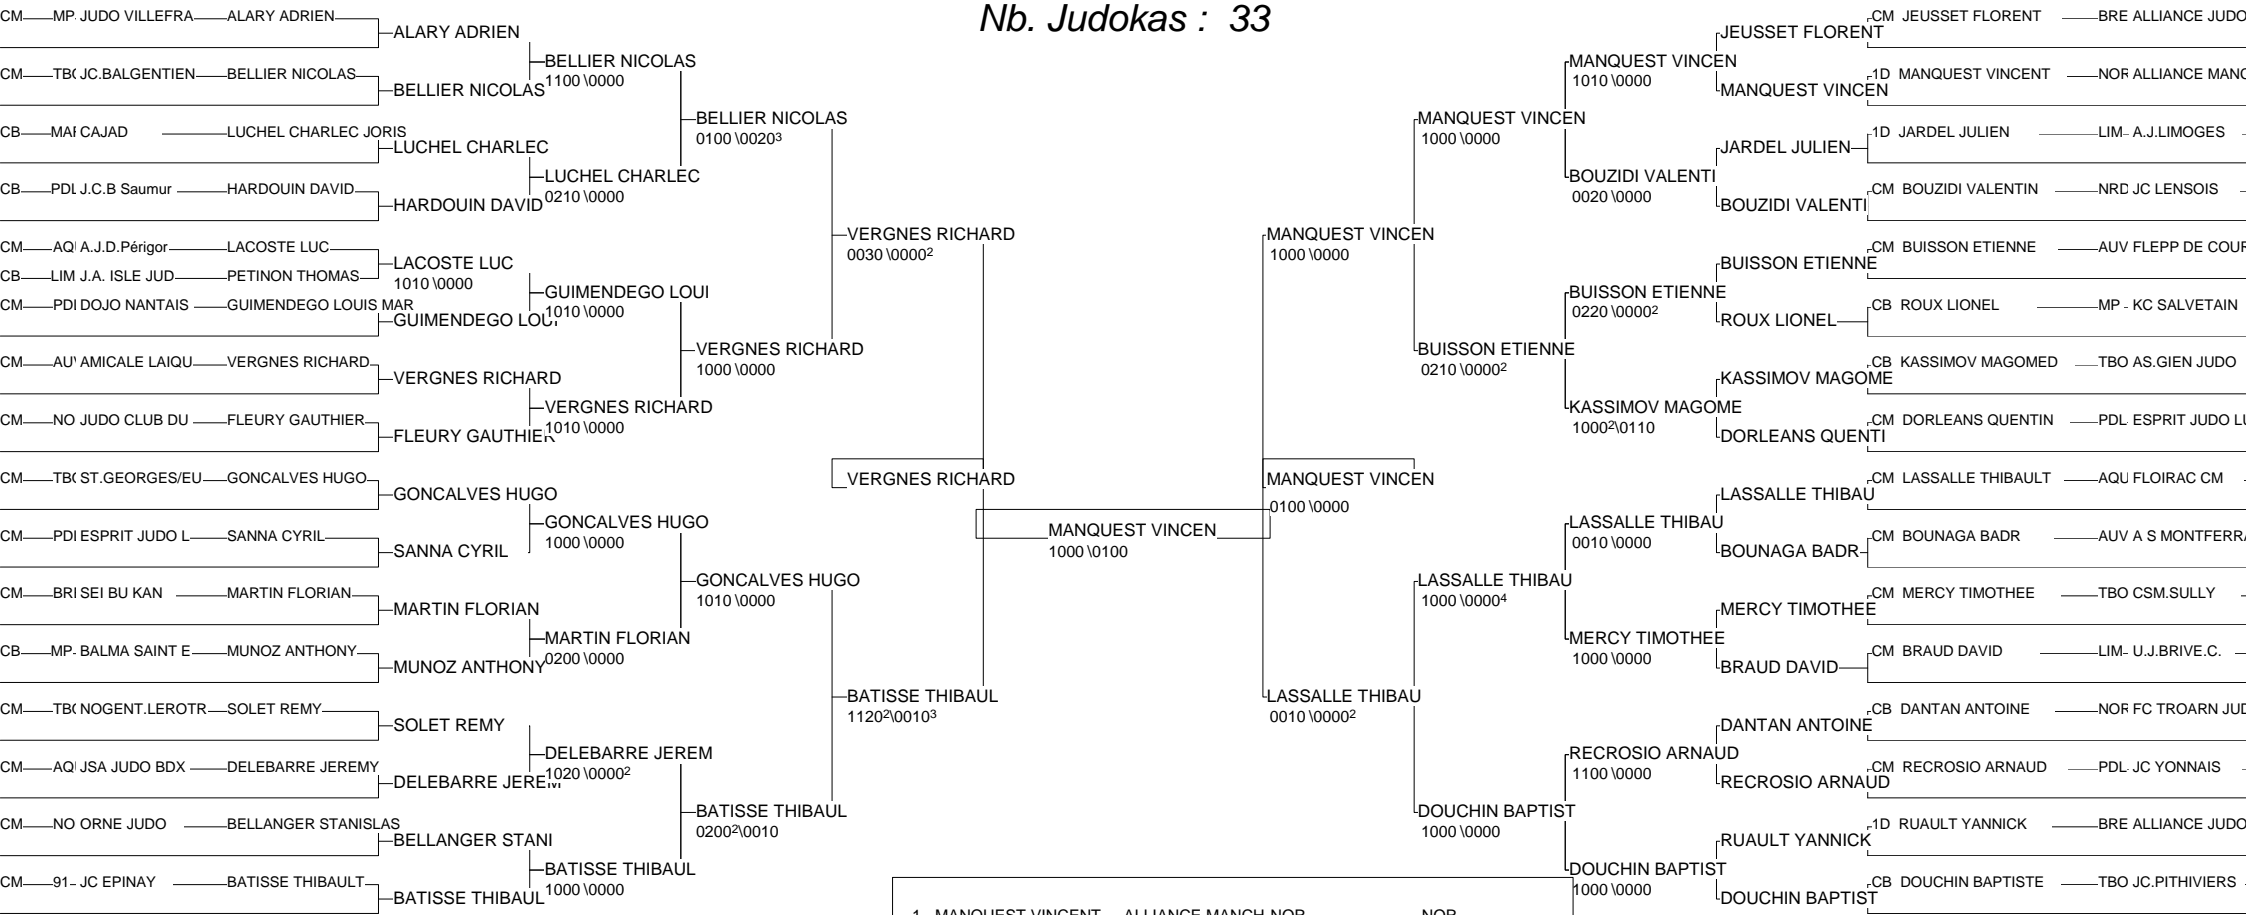 Nb. Judokas : 33
CM MP- JUDO VILLEFRA ALARY ADRIEN
CM TBO JC.BALGENTIEN BELLIER NICOLAS
CB MAR CAJAD LUCHEL CHARLEC JORIS
CB PDL J.C.B Saumur HARDOUIN DAVID
CM AQ A.J.D.Périgor LACOSTE LUC
CB LIM J.A. ISLE JUD PETINON THOMAS
CM PDL DOJO NANTAIS GUIMENDEGO LOUIS MAR
CM AUV AMICALE LAIQU VERGNES RICHARD
CM NO JUDO CLUB DU FLEURY GAUTHIER
CM TBO ST.GEORGES/EU GONCALVES HUGO
CM PDL ESPRIT JUDO L SANNA CYRIL
CM BRE SEI BU KAN MARTIN FLORIAN
CB MP- BALMA SAINT E MUNOZ ANTHONY
CM TBO NOGENT.LEROTR SOLET REMY
CM AQ JSA JUDO BDX DELEBARRE JEREMY
CM NO ORNE JUDO BELLANGER STANISLAS
CM 91- JC EPINAY BATISSE THIBAULT
ALARY ADRIEN
BELLIER NICOLAS
LUCHEL CHARLEC
HARDOUIN DAVID
LACOSTE LUC
1010 \0000
GUIMENDEGO LOUI
VERGNES RICHARD
FLEURY GAUTHIER
GONCALVES HUGO
SANNA CYRIL
MARTIN FLORIAN
MUNOZ ANTHONY
SOLET REMY
DELEBARRE JEREM
BELLANGER STANI
BATISSE THIBAUL
BELLIER NICOLAS
1100 \0000
LUCHEL CHARLEC
0210 \0000
GUIMENDEGO LOUI
1010 \0000
VERGNES RICHARD
1010 \0000
GONCALVES HUGO
1000 \0000
MARTIN FLORIAN
0200 \0000
DELEBARRE JEREM
1020 \0000²
BATISSE THIBAUL
1000 \0000
BELLIER NICOLAS
0100 \0020³
VERGNES RICHARD
1000 \0000
GONCALVES HUGO
1010 \0000
BATISSE THIBAUL
0200²\0010
VERGNES RICHARD
0030 \0000²
BATISSE THIBAUL
1120²\0010³
VERGNES RICHARD
MANQUEST VINCEN
1000 \0100
MANQUEST VINCEN
0100 \0000
MANQUEST VINCEN
1000 \0000
LASSALLE THIBAU
0010 \0000²
MANQUEST VINCEN
1000 \0000
BUISSON ETIENNE
0210 \0000²
LASSALLE THIBAU
1000 \0000⁴
DOUCHIN BAPTIST
1000 \0000
MANQUEST VINCEN
1010 \0000
BOUZIDI VALENTI
0020 \0000
BUISSON ETIENNE
0220 \0000²
KASSIMOV MAGOME
1000²\0110
LASSALLE THIBAU
0010 \0000
MERCY TIMOTHEE
1000 \0000
RECROSIO ARNAUD
1100 \0000
DOUCHIN BAPTIST
1000 \0000
JEUSSET FLORENT
MANQUEST VINCEN
JARDEL JULIEN
BOUZIDI VALENTI
BUISSON ETIENNE
ROUX LIONEL
KASSIMOV MAGOME
DORLEANS QUENTI
LASSALLE THIBAU
BOUNAGA BADR
MERCY TIMOTHEE
BRAUD DAVID
DANTAN ANTOINE
RECROSIO ARNAUD
RUAULT YANNICK
DOUCHIN BAPTIST
CM JEUSSET FLORENT BRE ALLIANCE JUDO
1D MANQUEST VINCENT NOR ALLIANCE MANC
1D JARDEL JULIEN LIM- A.J.LIMOGES
CM BOUZIDI VALENTIN NRD JC LENSOIS
CM BUISSON ETIENNE AUV FLEPP DE COUR
CB ROUX LIONEL MP - KC SALVETAIN
CB KASSIMOV MAGOMED TBO AS.GIEN JUDO
CM DORLEANS QUENTIN PDL- ESPRIT JUDO LU
CM LASSALLE THIBAULT AQU FLOIRAC CM
CM BOUNAGA BADR AUV A S MONTFERRA
CM MERCY TIMOTHEE TBO CSM.SULLY
CM BRAUD DAVID LIM- U.J.BRIVE.C.
CB DANTAN ANTOINE NOR FC TROARN JUD
CM RECROSIO ARNAUD PDL- JC YONNAIS
1D RUAULT YANNICK BRE ALLIANCE JUDO
CB DOUCHIN BAPTISTE TBO JC.PITHIVIERS
1 MANQUEST VINCENT ALLIANCE MANCH-NOR NOR